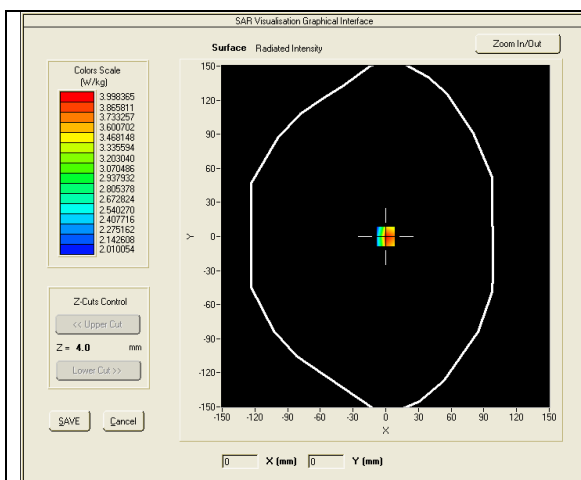 SAR Visualisation Graphical Interface
Surface Radiated Intensity
Zoom In/Out
Colors Scale
(W/kg)
3.998365
3.865811
3.733257
3.600702
3.468148
3.335594
3.203040
3.070486
2.937932
2.805378
2.672824
2.540270
2.407716
2.275162
2.142608
2.010054
Z-Cuts Control
<< Upper Cut
Z = 4.0 mm
Lower Cut >>
SAVE Cancel
150
120
90
60
30
0
-30
-60
-90
-120
-150
Y
-150 -120 -90 -60 -30 0 30 60 90 120 150
X
0 X (mm) 0 Y (mm)